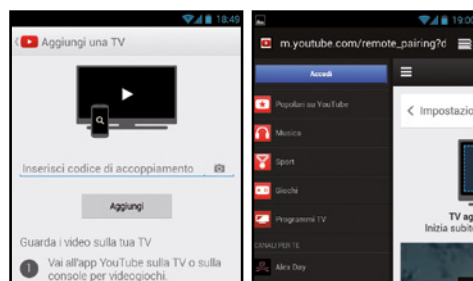 18:49
Aggiungi una TV
Inserisci codice di accoppiamento
Aggiungi
Guarda i video sulla tua TV
1 Vai all'app YouTube sulla TV o sulla
console per videogiochi.
19:00
m.youtube.com/remote_pairing?d
Accedi
Popolari su YouTube
Musica
Sport
Giochi
Programmi TV
CANALI PER TE
Alex Day
Impostazio
TV ag
Inizia subit